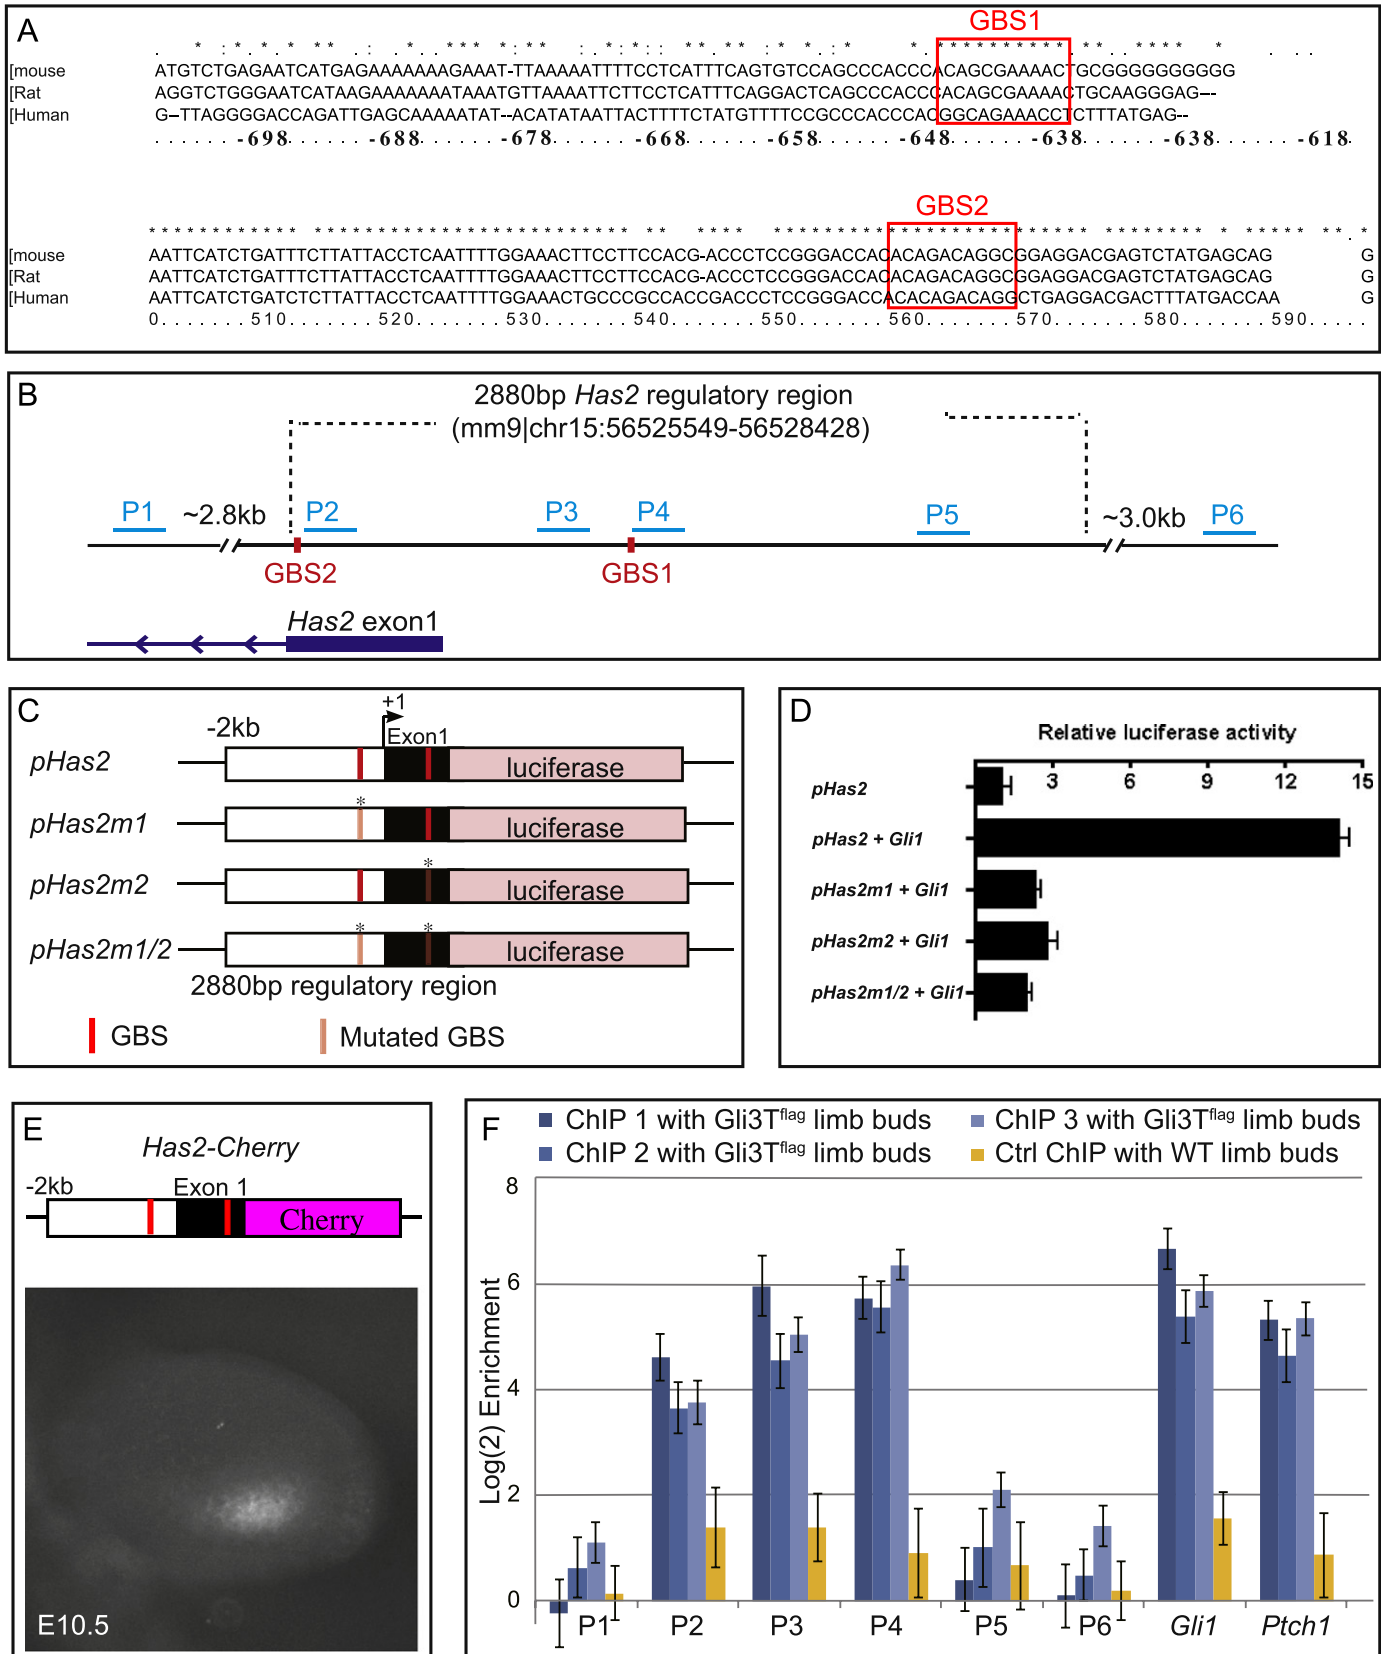 A
GBS1
[mouse ATGTCTGAGAATCATGAGAAAAAAAGAAAT-TTAAAAATTTTCCTCATTTCAGTGTCCAGCCCACCCACAGCGAAAACTGCGGGGGGGGGGG
[Rat AGGTCTGGGAATCATAAGAAAAAAATAAATGTTAAAATTCTTCCTCATTTCAGGACTCAGCCCACCCACAGCGAAAACTGCAAGGGAG--
[Human G-TTAGGGGACCAGATTGAGCAAAAATAT--ACATATAATTACTTTTCTATGTTTTCCGCCCACCCACGGCAGAAACCTCTTTATGAG--
-698 -688 -678 -668 -658 -648 -638 -638 -618
GBS2
[mouse AATTCATCTGATTTCTTATTACCTCAATTTTGGAAACTTCCTTCCACG-ACCCTCCGGGACCACACAGACAGGCGGAGGACGAGTCTATGAGCAG G
[Rat AATTCATCTGATTTCTTATTACCTCAATTTTGGAAACTTCCTTCCACG-ACCCTCCGGGACCACACAGACAGGCGGAGGACGAGTCTATGAGCAG G
[Human AATTCATCTGATCTCTTATTACCTCAATTTTGGAAACTGCCCGCCACCGACCCTCCGGGACCACACAGACAGGCTGAGGACGACTTTATGACCAA G
0 510 520 530 540 550 560 570 580 590
B
2880bp Has2 regulatory region
(mm9|chr15:56525549-56528428)
P1 ~2.8kb P2 P3 P4 P5 ~3.0kb P6
GBS2 GBS1
Has2 exon1
C
-2kb +1
Exon1
pHas2 luciferase
pHas2m1 luciferase
pHas2m2 luciferase
pHas2m1/2 luciferase
2880bp regulatory region
GBS Mutated GBS
D
Relative luciferase activity
3 6 9 12 15
pHas2
pHas2 + Gli1
pHas2m1 + Gli1
pHas2m2 + Gli1
pHas2m1/2 + Gli1
E
Has2-Cherry
-2kb Exon 1
Cherry
E10.5
F
ChIP 1 with Gli3Tflag limb buds
ChIP 2 with Gli3Tflag limb buds
ChIP 3 with Gli3Tflag limb buds
Ctrl ChIP with WT limb buds
Log(2) Enrichment
8
6
4
2
0
P1 P2 P3 P4 P5 P6 Gli1 Ptch1